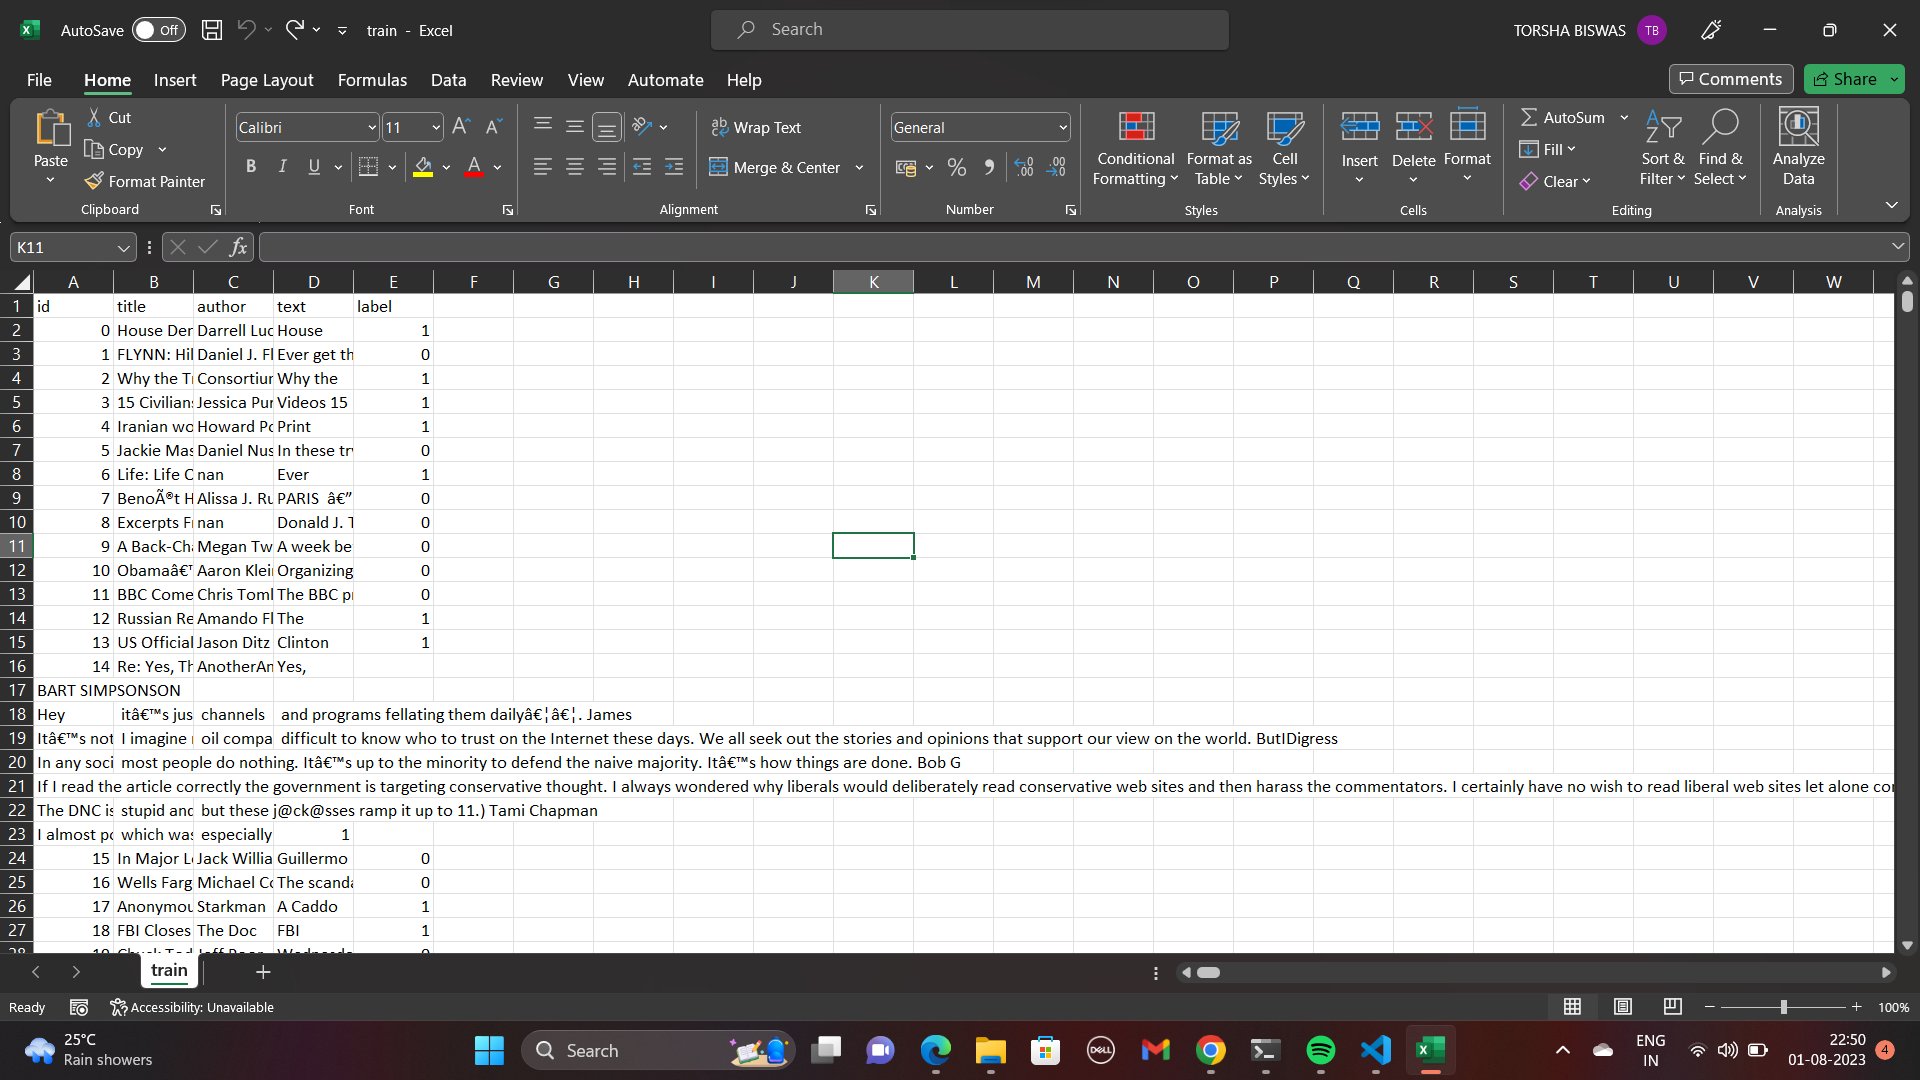 AutoSave Off train - Excel Search TORSHA BISWAS TB
File Home Insert Page Layout Formulas Data Review View Automate Help Comments Share
Cut
Copy
Format Painter
Paste
Clipboard
Calibri 11
B I U A
Font
Wrap Text
Merge & Center
Alignment
General
Number
Conditional Formatting
Format as Table
Cell Styles
Styles
Insert Delete Format
Cells
AutoSum
Fill
Clear
Sort & Filter
Find & Select
Editing
Analyze Data
Analysis
K11 fx
A B C D E F G H I J K L M N O P Q R S T U V W
1 id title author text label
2 0 House Der Darrell Luc House 1
3 1 FLYNN: Hil Daniel J. Fl Ever get th 0
4 2 Why the Tr Consortiur Why the 1
5 3 15 Civilian Jessica Pur Videos 15 1
6 4 Iranian wo Howard Po Print 1
7 5 Jackie Mas Daniel Nus In these try 0
8 6 Life: Life O nan Ever 1
9 7 BenoÃ®t H Alissa J. Ru PARIS â€” 0
10 8 Excerpts Fr nan Donald J. T 0
11 9 A Back-Cha Megan Tw A week be 0
12 10 Obamaâ€™ Aaron Klei Organizing 0
13 11 BBC Come Chris Toml The BBC pr 0
14 12 Russian Re Amando Fl The 1
15 13 US Official Jason Ditz Clinton 1
16 14 Re: Yes, Th AnotherAn Yes,
17 BART SIMPSONSON
18 Hey itâ€™s jus channels and programs fellating them dailyâ€¦â€¦. James
19 Itâ€™s not I imagine oil compa difficult to know who to trust on the Internet these days. We all seek out the stories and opinions that support our view on the world. ButIDigress
20 In any soci most people do nothing. Itâ€™s up to the minority to defend the naive majority. Itâ€™s how things are done. Bob G
21 If I read the article correctly the government is targeting conservative thought. I always wondered why liberals would deliberately read conservative web sites and then harass the commentators. I certainly have no wish to read liberal web sites let alone cor
22 The DNC is stupid and but these j@ck@sses ramp it up to 11.) Tami Chapman
23 I almost pc which was especially 1
24 15 In Major L Jack Willia Guillermo 0
25 16 Wells Farg Michael Co The scanda 0
26 17 Anonymou Starkman A Caddo 1
27 18 FBI Closes The Doc FBI 1
train
Ready Accessibility: Unavailable 100%
25°C
Rain showers
Search
DELL
ENG
IN
22:50
01-08-2023
4